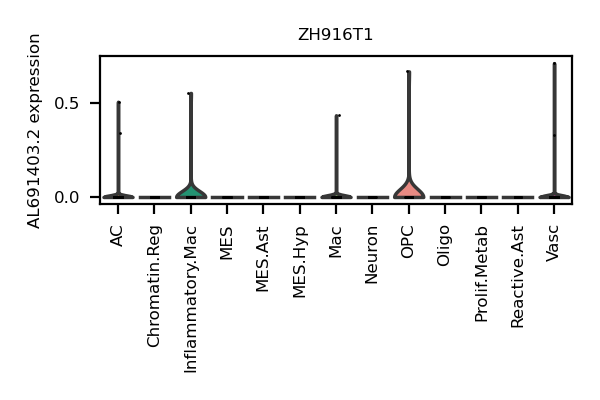 ZH916T1
AL691403.2 expression
0.5
0.0
AC
Chromatin.Reg
Inflammatory.Mac
MES
MES.Ast
MES.Hyp
Mac
Neuron
OPC
Oligo
Prolif.Metab
Reactive.Ast
Vasc